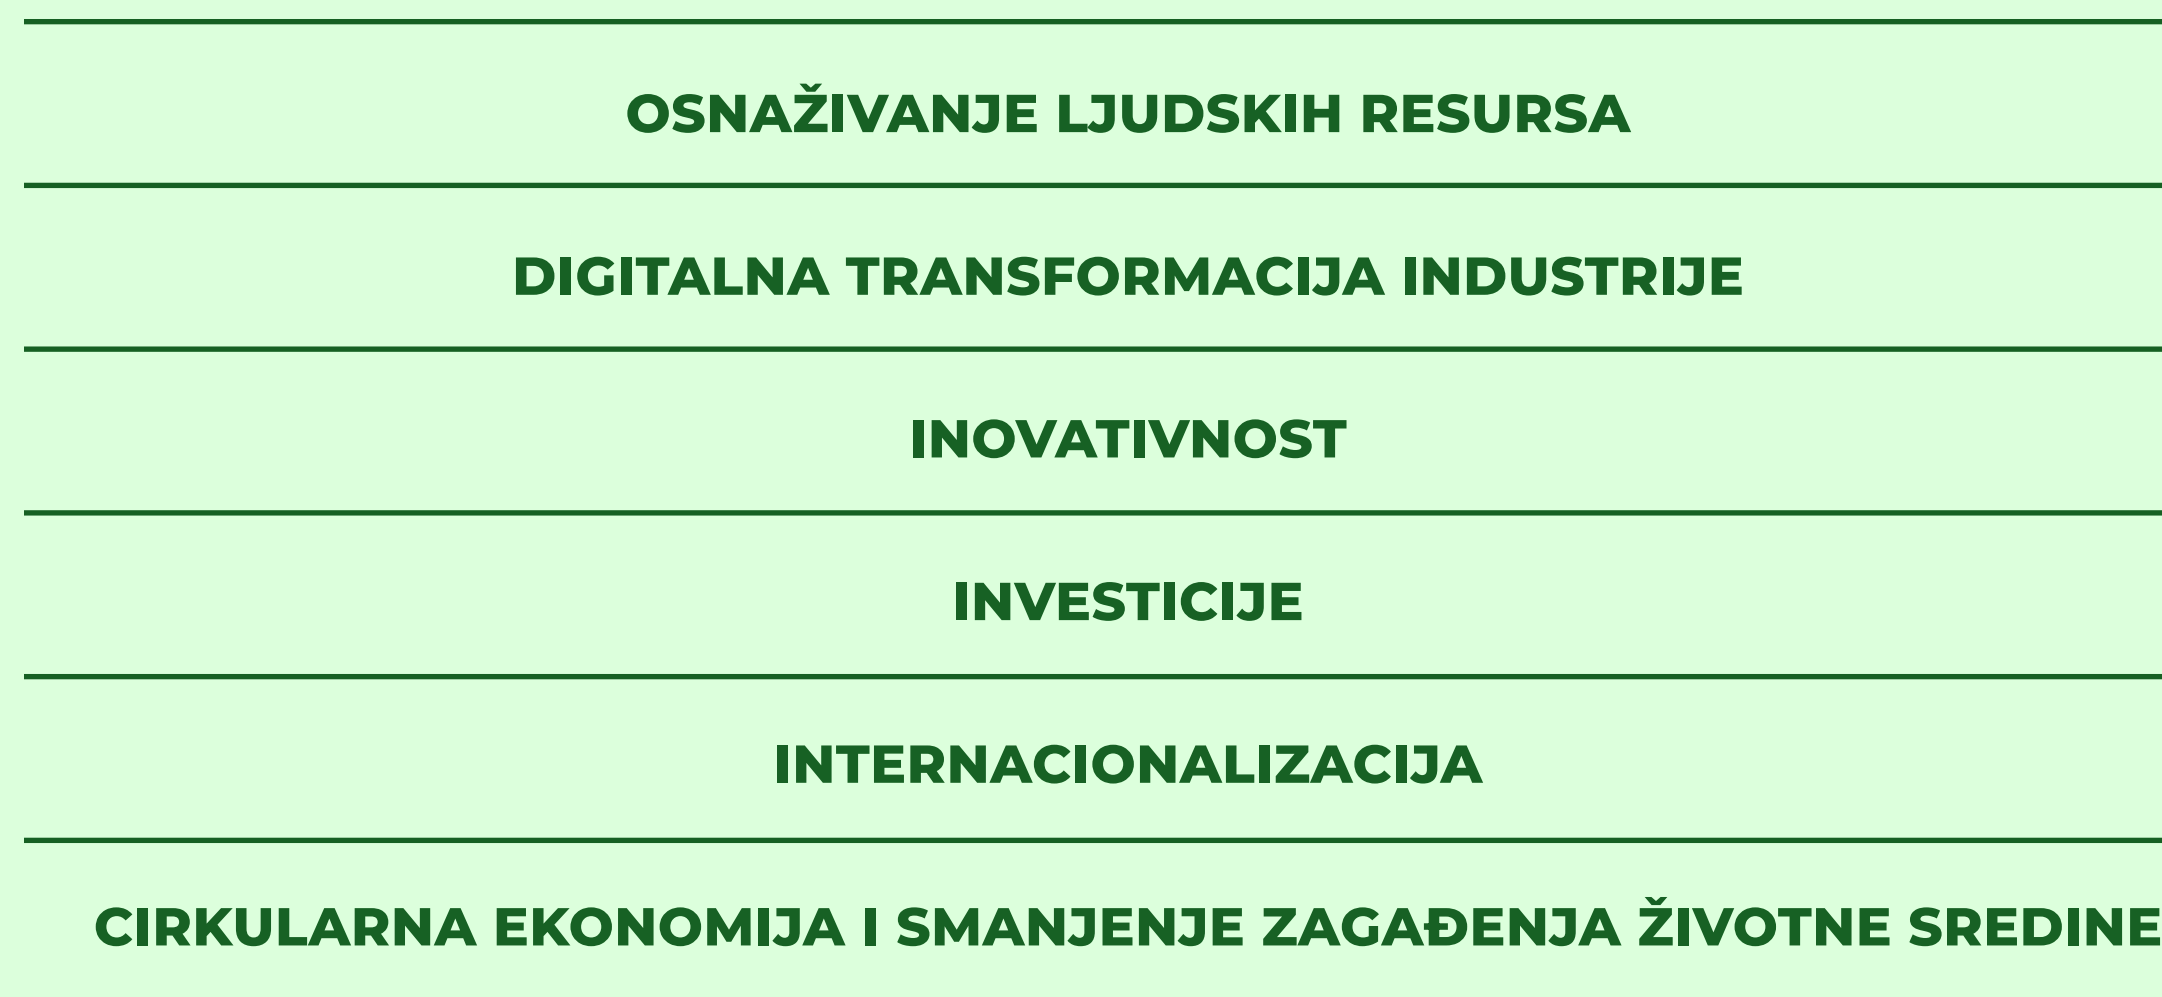 OSNAŽIVANJE LJUDSKIH RESURSA
DIGITALNA TRANSFORMACIJA INDUSTRIJE
INOVATIVNOST
INVESTICIJE
INTERNACIONALIZACIJA
CIRKULARNA EKONOMIJA I SMANJENJE ZAGAĐENJA ŽIVOTNE SREDINE